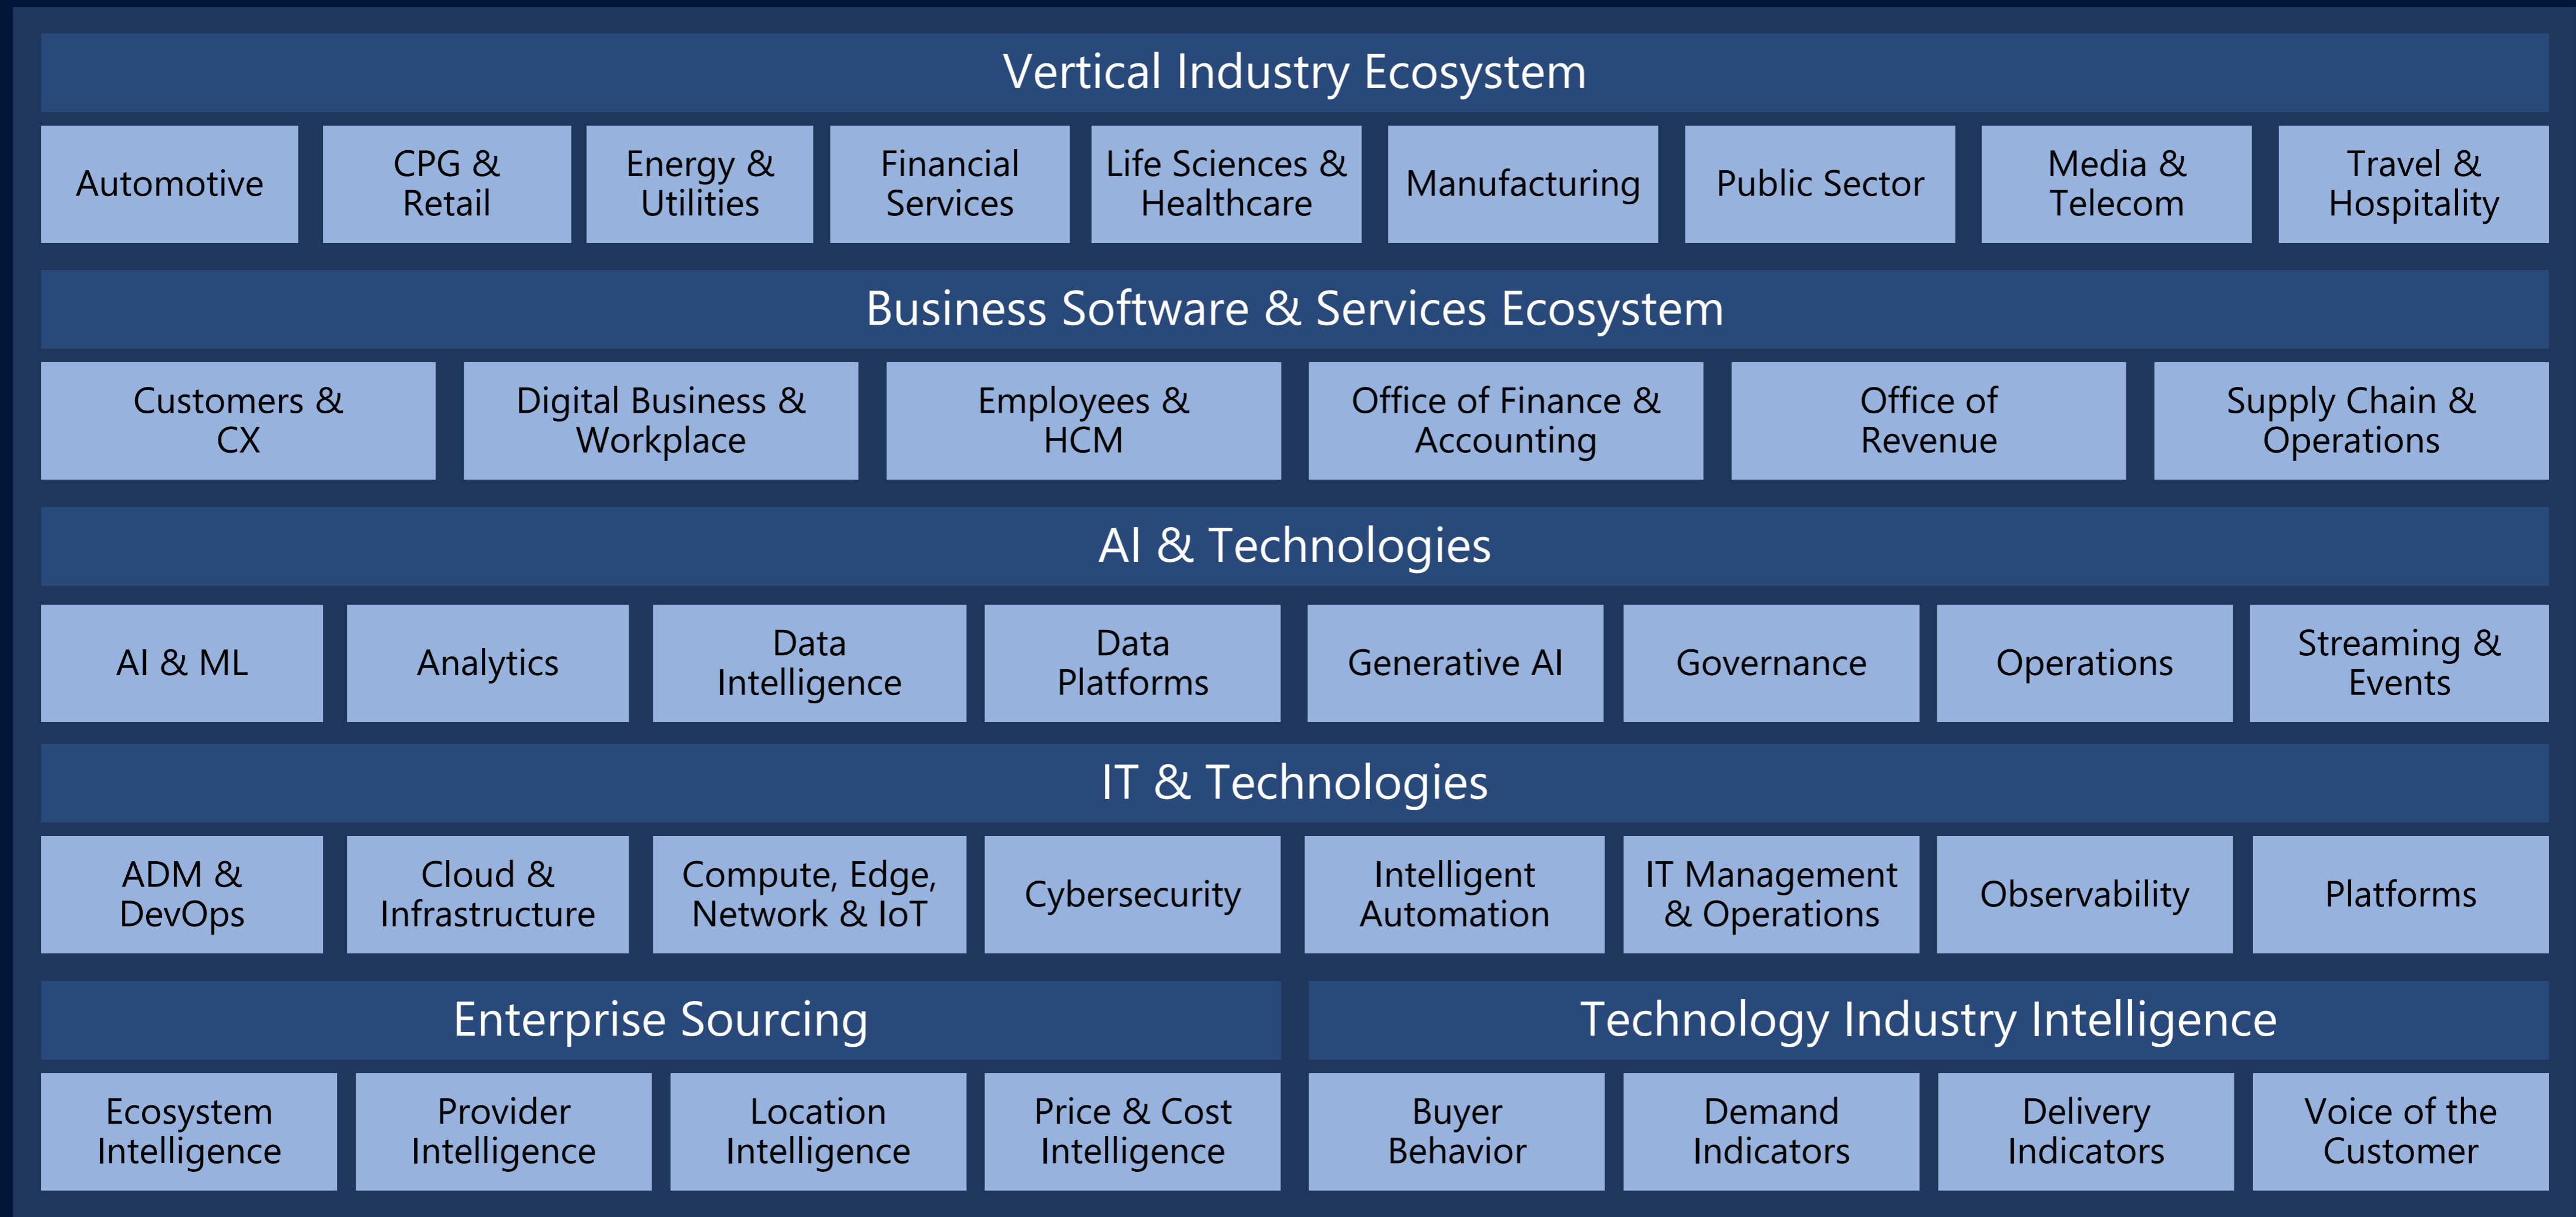 Vertical Industry Ecosystem
Automotive
CPG &
Retail
Energy &
Utilities
Financial
Services
Life Sciences &
Healthcare
Manufacturing
Public Sector
Media &
Telecom
Travel &
Hospitality
Business Software & Services Ecosystem
Customers &
CX
Digital Business &
Workplace
Employees &
HCM
Office of Finance &
Accounting
Office of
Revenue
Supply Chain &
Operations
AI & Technologies
AI & ML
Analytics
Data
Intelligence
Data
Platforms
Generative AI
Governance
Operations
Streaming &
Events
IT & Technologies
ADM &
DevOps
Cloud &
Infrastructure
Compute, Edge,
Network & IoT
Cybersecurity
Intelligent
Automation
IT Management
& Operations
Observability
Platforms
Enterprise Sourcing
Ecosystem
Intelligence
Provider
Intelligence
Location
Intelligence
Price & Cost
Intelligence
Technology Industry Intelligence
Buyer
Behavior
Demand
Indicators
Delivery
Indicators
Voice of the
Customer